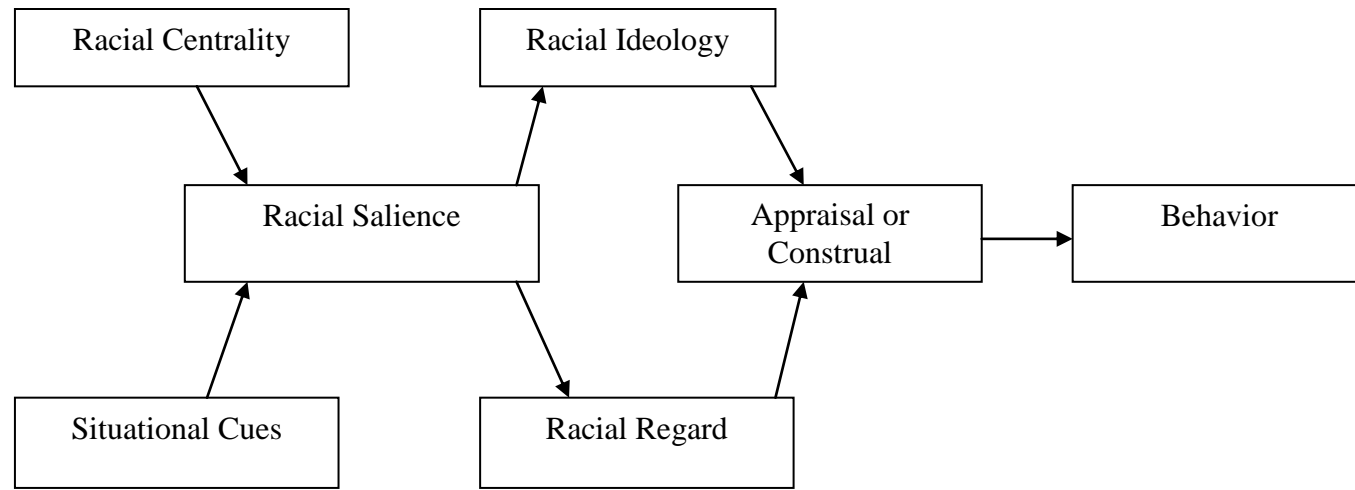 Racial Centrality
Racial Ideology
Racial Salience
Appraisal or
Construal
Behavior
Situational Cues
Racial Regard